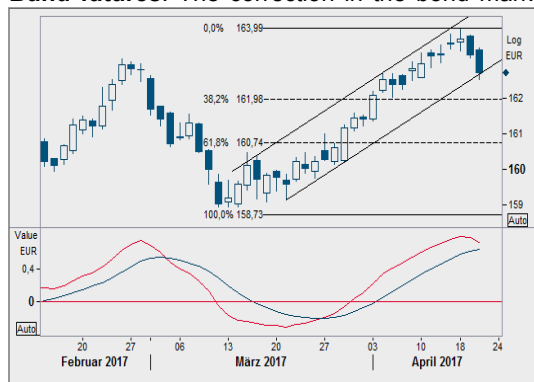 Bund futures: The correction in the bond mark
0,0% 163,99
Log
EUR
38,2% 161,98
162
61,8% 160,74
161
160
159
100,0% 158,73
Auto
Value
EUR
0,4
0
Auto
20 27 06 13 20 27 03 10 18 24
Februar 2017 März 2017 April 2017